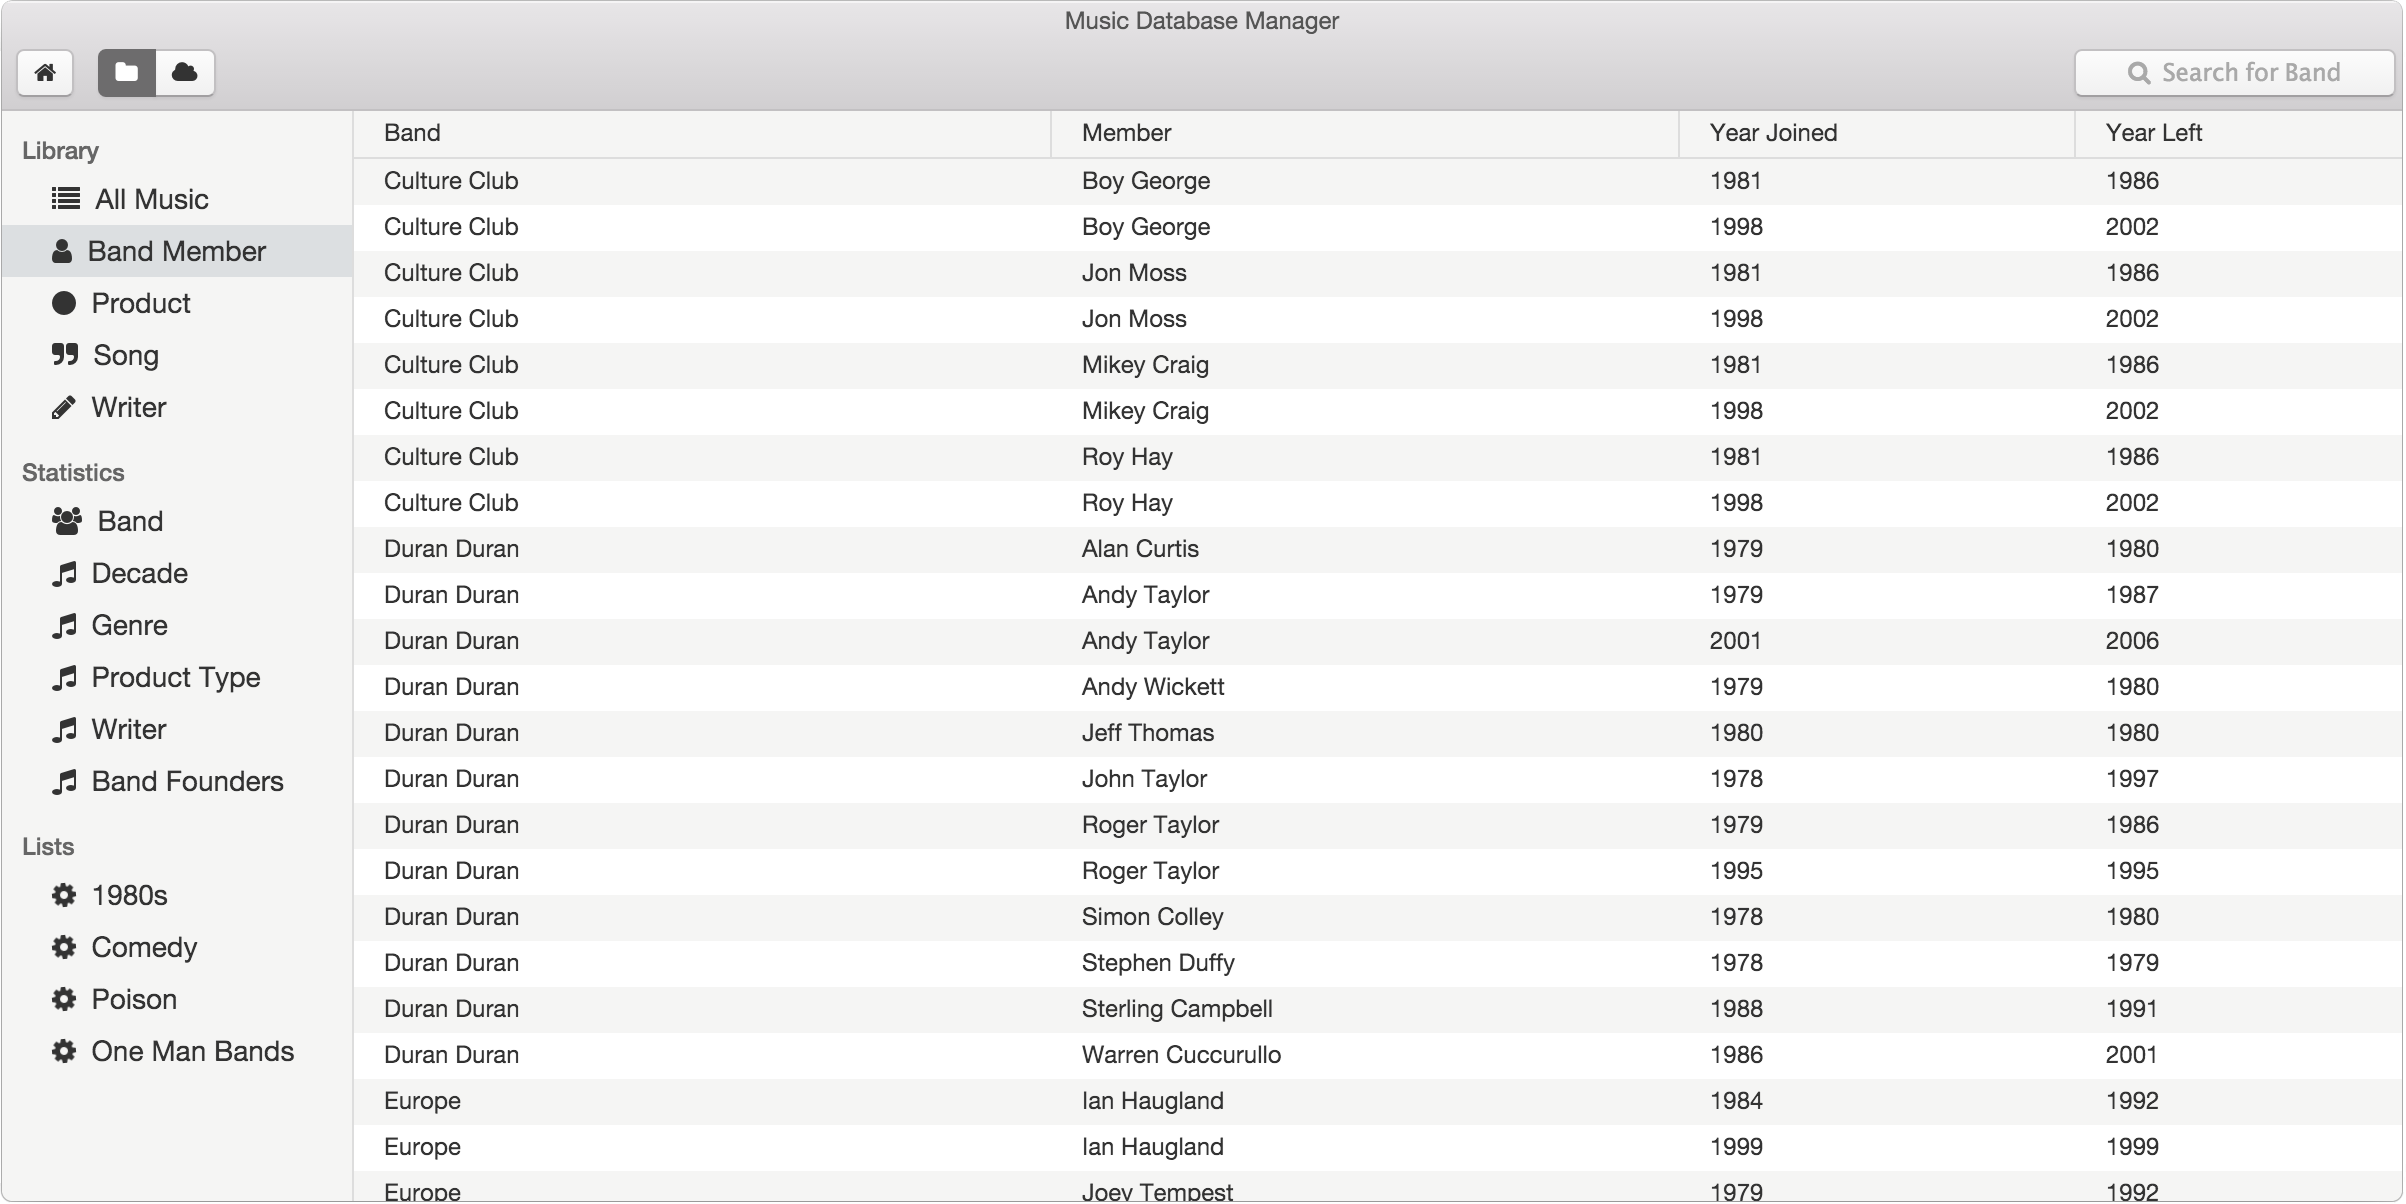 Music Database Manager
Search for Band
Library
All Music
Band Member
Product
Song
Writer
Statistics
Band
Decade
Genre
Product Type
Writer
Band Founders
Lists
1980s
Comedy
Poison
One Man Bands
Band Member Year Joined Year Left
Culture Club Boy George 1981 1986
Culture Club Boy George 1998 2002
Culture Club Jon Moss 1981 1986
Culture Club Jon Moss 1998 2002
Culture Club Mikey Craig 1981 1986
Culture Club Mikey Craig 1998 2002
Culture Club Roy Hay 1981 1986
Culture Club Roy Hay 1998 2002
Duran Duran Alan Curtis 1979 1980
Duran Duran Andy Taylor 1979 1987
Duran Duran Andy Taylor 2001 2006
Duran Duran Andy Wickett 1979 1980
Duran Duran Jeff Thomas 1980 1980
Duran Duran John Taylor 1978 1997
Duran Duran Roger Taylor 1979 1986
Duran Duran Roger Taylor 1995 1995
Duran Duran Simon Colley 1978 1980
Duran Duran Stephen Duffy 1978 1979
Duran Duran Sterling Campbell 1988 1991
Duran Duran Warren Cuccurullo 1986 2001
Europe Ian Haugland 1984 1992
Europe Ian Haugland 1999 1999
Europe Joey Tempest 1979 1992